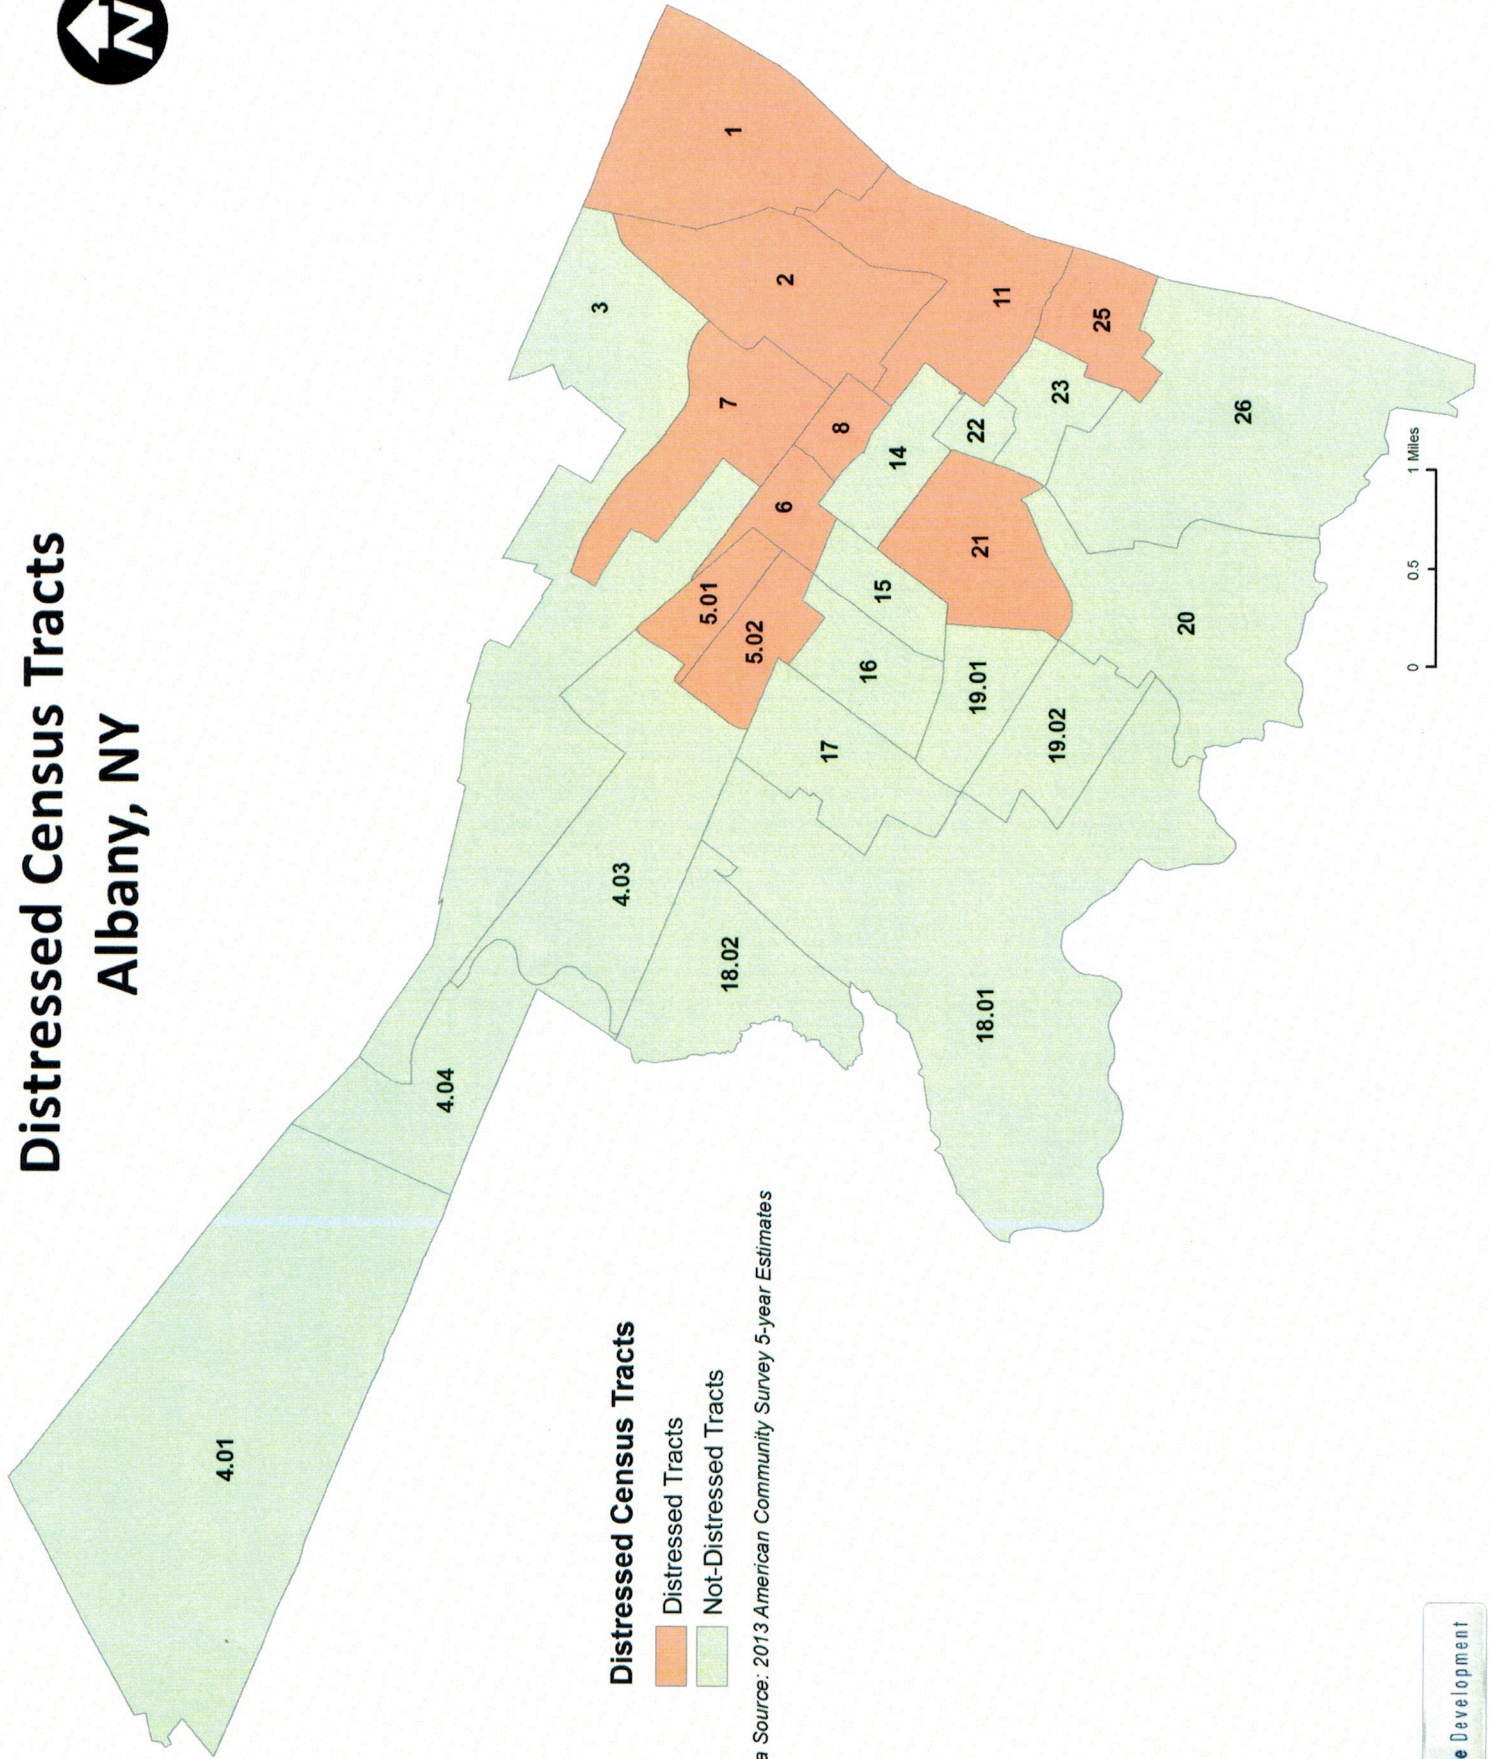 Distressed Census Tracts
Albany, NY
N
1
3
2
7
11
25
8
23
26
14
22
6
21
5.01
5.02
15
20
16
19.01
17
19.02
4.03
18.02
18.01
4.04
4.01
0 0.5 1 Miles
Distressed Census Tracts
Distressed Tracts
Not-Distressed Tracts
Source: 2013 American Community Survey 5-year Estimates
Development